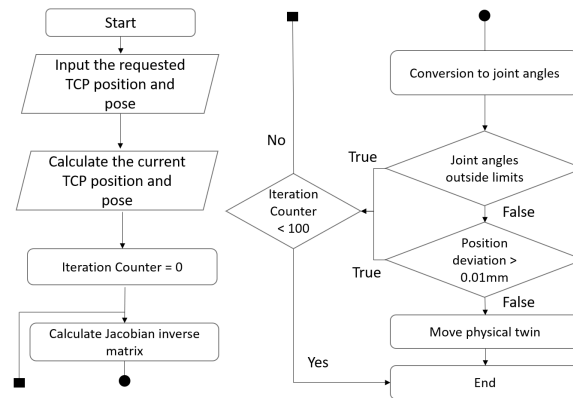 Start
Input the requested
TCP position and
pose
Calculate the current
TCP position and
pose
Iteration Counter = 0
Calculate Jacobian inverse
matrix
Conversion to joint angles
No
True
Joint angles
outside limits
Iteration
Counter
< 100
False
Position
deviation >
0.01mm
True
False
Move physical twin
Yes
End